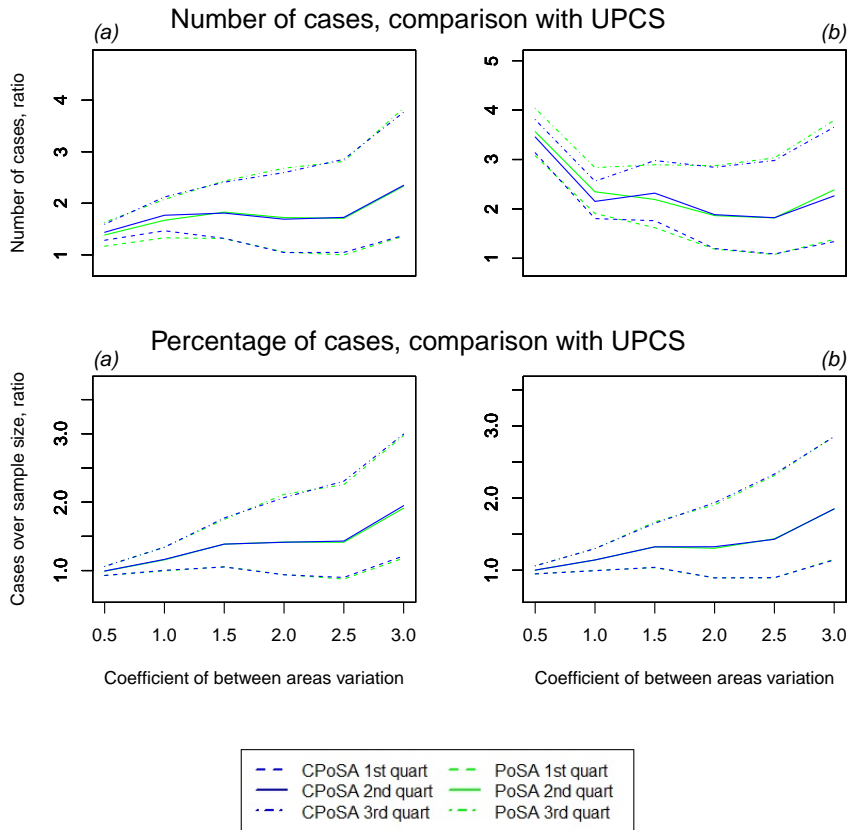 Number of cases, comparison with UPCS
(a)
(b)
Number of cases, ratio
4
3
2
1
5
4
3
2
1
Percentage of cases, comparison with UPCS
(a)
(b)
Cases over sample size, ratio
3.0
2.0
1.0
3.0
2.0
1.0
0.5 1.0 1.5 2.0 2.5 3.0
0.5 1.0 1.5 2.0 2.5 3.0
Coefficient of between areas variation
Coefficient of between areas variation
CPoSA 1st quart
CPoSA 2nd quart
CPoSA 3rd quart
PoSA 1st quart
PoSA 2nd quart
PoSA 3rd quart